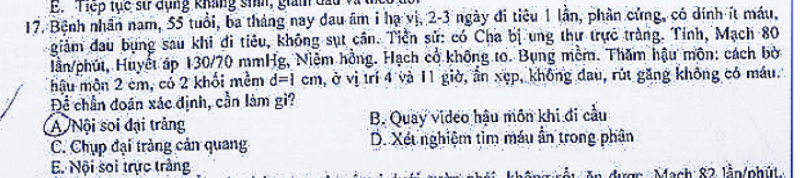 E. Tiếp tục sử dụng kháng sinh, giảm đau và theo dõi
17. Bệnh nhân nam, 55 tuổi, ba tháng nay đau âm ỉ hạ vị, 2-3 ngày đi tiêu 1 lần, phân cứng, có dính ít máu,
giảm đau bụng sau khi đi tiêu, không sụt cân. Tiền sử: có Cha bị ung thư trực tràng. Tỉnh, Mạch 80
lần/phút, Huyết áp 130/70 mmHg, Niêm hồng. Hạch cổ không to. Bụng mềm. Thăm hậu môn: cách bờ
hậu môn 2 cm, có 2 khối mềm d=1 cm, ở vị trí 4 và 11 giờ, ấn xẹp, không đau, rút găng không có máu.
Để chẩn đoán xác định, cần làm gì?
A. Nội soi đại tràng B. Quay video hậu môn khi đi cầu
C. Chụp đại tràng cản quang D. Xét nghiệm tìm máu ẩn trong phân
E. Nội soi trực tràng
Mạch 82 lần/phút,